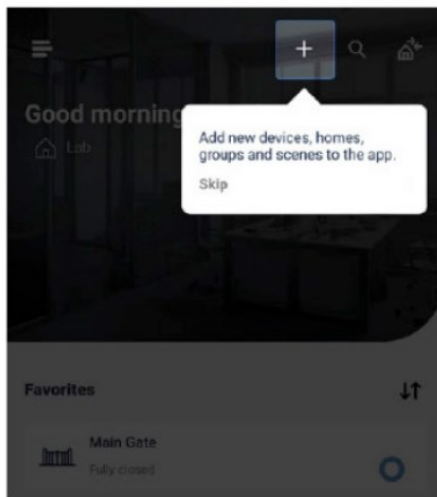 Good morning
Lab
Add new devices, homes,
groups and scenes to the app.
Skip
Favorites
Main Gate
Fully closed